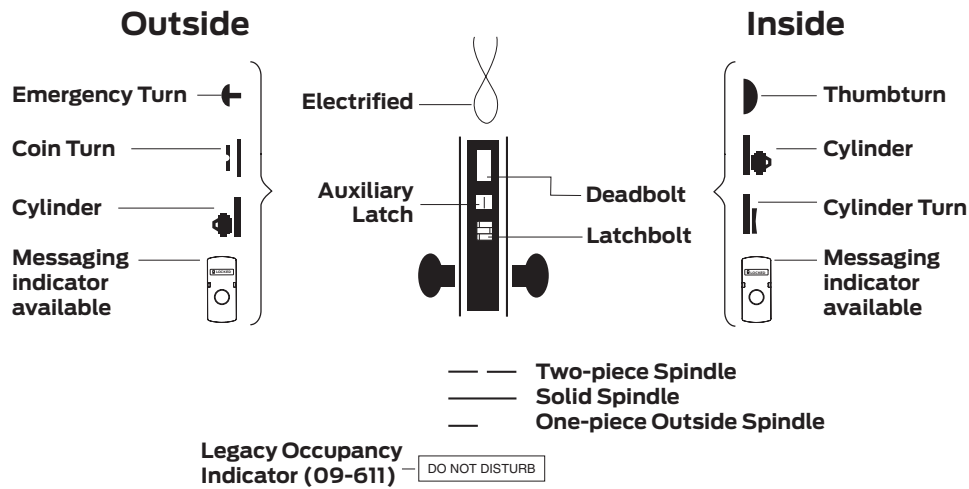 Outside
Inside
Emergency Turn
Coin Turn
Cylinder
Messaging
indicator
available
LOCKED
Electrified
Auxiliary
Latch
Deadbolt
Latchbolt
Thumbturn
Cylinder
Cylinder Turn
Messaging
indicator
available
LOCKED
Two-piece Spindle
Solid Spindle
One-piece Outside Spindle
Legacy Occupancy
Indicator (09-611)
DO NOT DISTURB